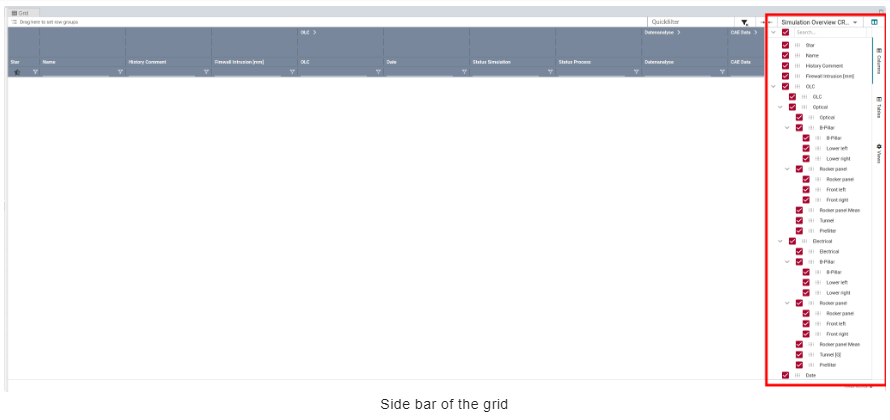 Grid
Drag here to set row groups
Quickfilter
Simulation Overview CR...
OLC >
Datenanalyse >
CAE Data >
Star
Name
History Comment
Firewall Intrusion [mm]
OLC
Date
Status Simulation
Status Process
Datenanalyse
CAE Data
Search...
Star
Name
History Comment
Firewall Intrusion [mm]
OLC
OLC
Optical
Optical
B-Pillar
B-Pillar
Lower left
Lower right
Rocker panel
Rocker panel
Front left
Front right
Rocker panel Mean
Tunnel
Prefilter
Electrical
Electrical
B-Pillar
B-Pillar
Lower left
Lower right
Rocker panel
Rocker panel
Front left
Front right
Rocker panel Mean
Tunnel [G]
Prefilter
Date
Columns
Tables
Views
Side bar of the grid